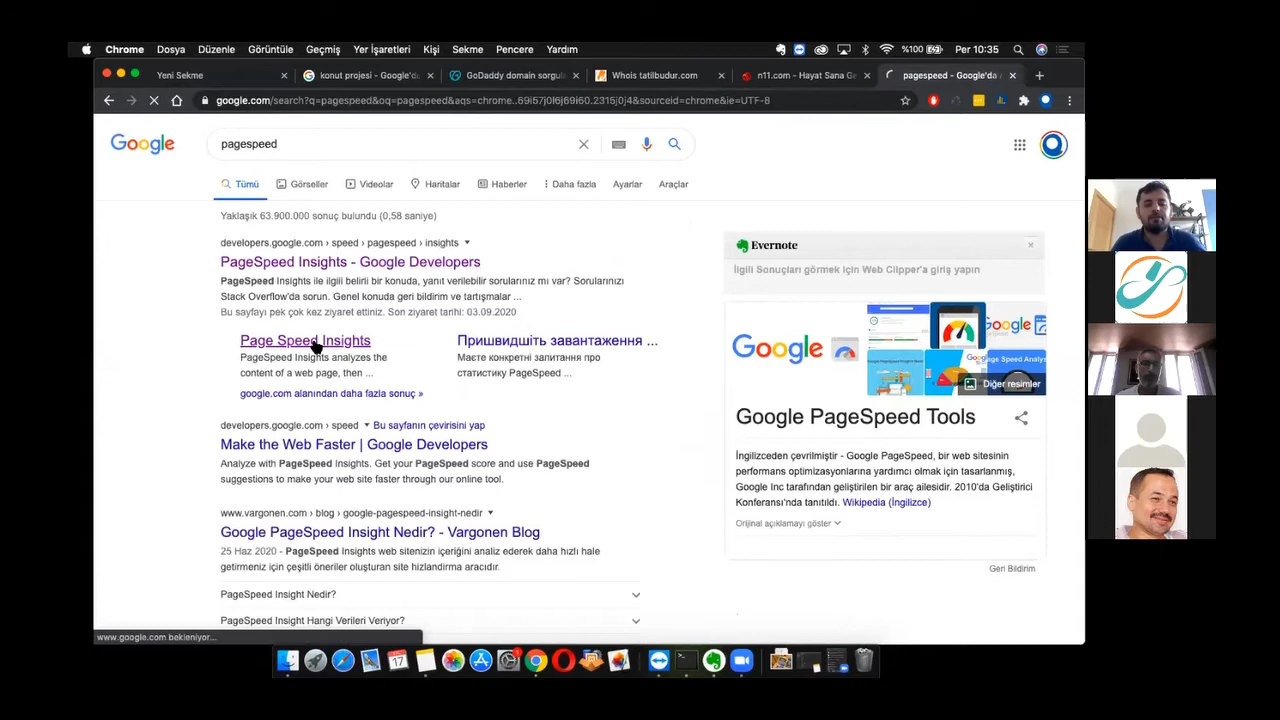 Chrome Dosya Düzenle Görüntüle Geçmiş Yer İşaretleri Kişi Sekme Pencere Yardım %100 Per 10:35
Yeni Sekme konut projesi - Google'da GoDaddy domain sorgula Whois tatilbudur.com n11.com - Hayat Sana Ge pagespeed - Google'da
google.com/search?q=pagespeed&oq=pagespeed&aqs=chrome..69i57j0l6j69i60.2315j0j4&sourceid=chrome&ie=UTF-8
Google
pagespeed
Tümü Görseller Videolar Haritalar Haberler Daha fazla Ayarlar Araçlar
Yaklaşık 63.900.000 sonuç bulundu (0,58 saniye)
developers.google.com › speed › pagespeed › insights
PageSpeed Insights - Google Developers
PageSpeed Insights ile ilgili belirli bir konuda, yanıt verilebilir sorularınız mı var? Sorularınızı
Stack Overflow'da sorun. Genel konuda geri bildirim ve tartışmalar ...
Bu sayfayı pek çok kez ziyaret ettiniz. Son ziyaret tarihi: 03.09.2020
Page Speed Insights
PageSpeed Insights analyzes the
content of a web page, then ...
Пришвидшіть завантаження ...
Маєте конкретні запитання про
статистику PageSpeed ...
google.com alanından daha fazla sonuç »
developers.google.com › speed Bu sayfanın çevirisini yap
Make the Web Faster | Google Developers
Analyze with PageSpeed Insights. Get your PageSpeed score and use PageSpeed
suggestions to make your web site faster through our online tool.
www.vargonen.com › blog › google-pagespeed-insight-nedir
Google PageSpeed Insight Nedir? - Vargonen Blog
25 Haz 2020 - PageSpeed Insights web sitenizin içeriğini analiz ederek daha hızlı hale
getirmeniz için çeşitli öneriler oluşturan site hızlandırma aracıdır.
PageSpeed Insight Nedir?
PageSpeed Insight Hangi Verileri Veriyor?
www.google.com bekleniyor...
Evernote
İlgili Sonuçları görmek için Web Clipper'a giriş yapın
Google
Google
Page Speed Analy
Diğer resimler
Google PageSpeed Tools
İngilizceden çevrilmiştir - Google PageSpeed, bir web sitesinin
performans optimizasyonlarına yardımcı olmak için tasarlanmış,
Google Inc tarafından geliştirilen bir araç ailesidir. 2010'da Geliştirici
Konferansı'nda tanıtıldı. Wikipedia (İngilizce)
Orijinal açıklamayı göster
Geri Bildirim
17